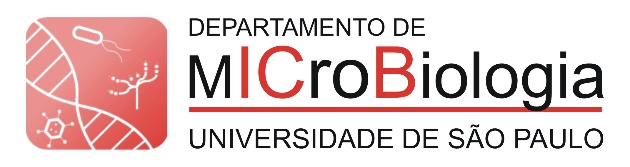 DEPARTAMENTO DE
MICroBiologia
UNIVERSIDADE DE SÃO PAULO